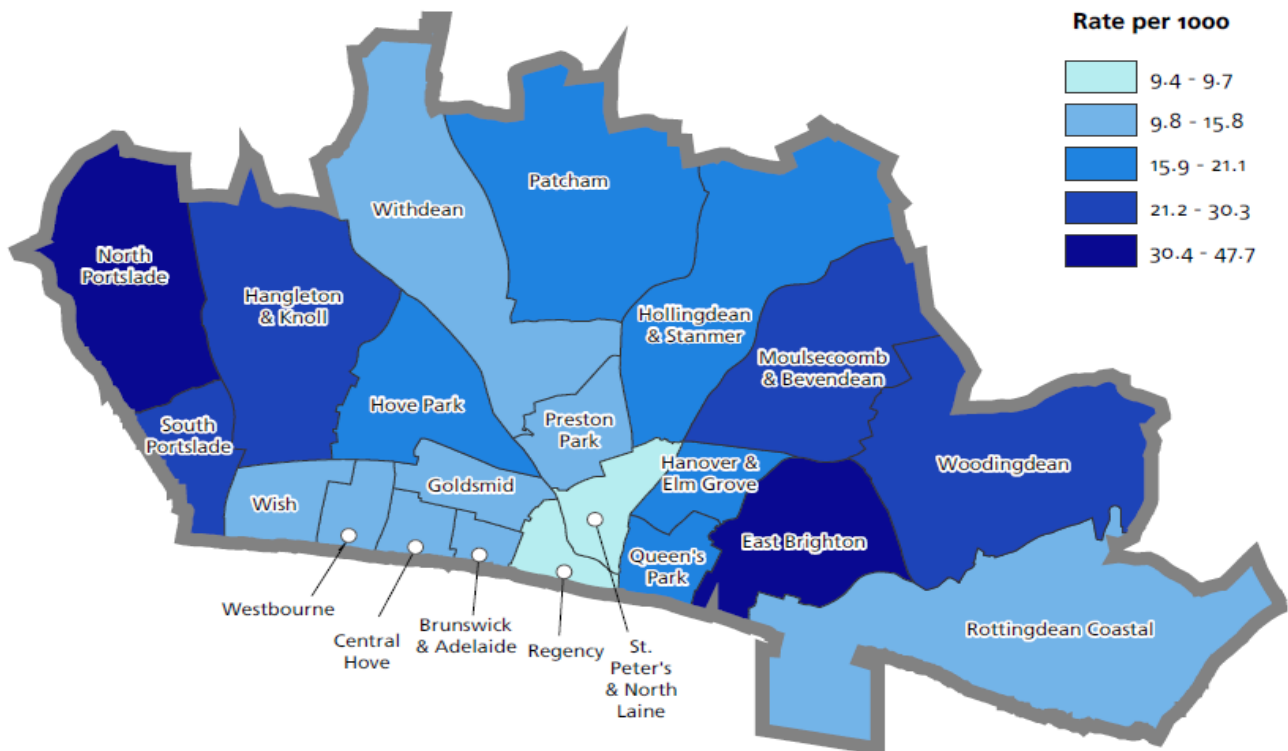 Rate per 1000
9.4 - 9.7
9.8 - 15.8
15.9 - 21.1
21.2 - 30.3
30.4 - 47.7
Patcham
Withdean
North
Portslade
Hangleton
& Knoll
Hollingdean
& Stanmer
Moulsecoomb
& Bevendean
Hove Park
Preston
Park
South
Portslade
Hanover &
Elm Grove
Woodingdean
Goldsmid
Wish
East Brighton
Queen's
Park
Westbourne
Central
Hove
Brunswick
& Adelaide
Regency
St.
Peter's
& North
Laine
Rottingdean Coastal